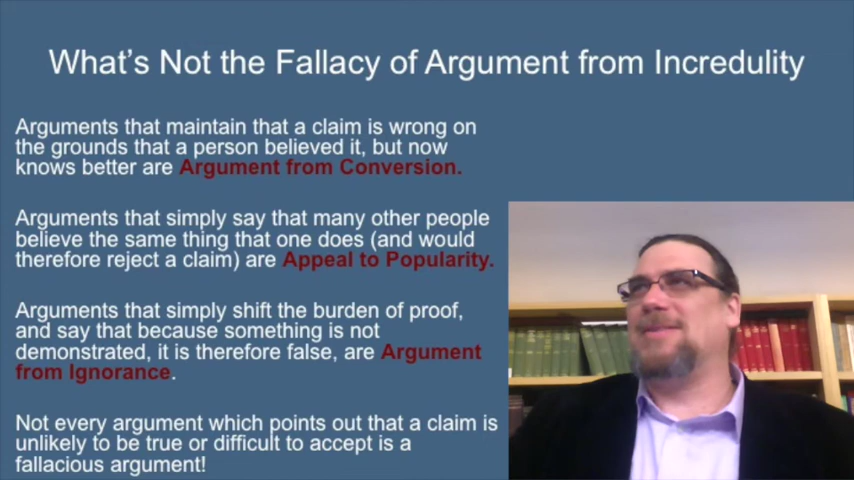 What's Not the Fallacy of Argument from Incredulity
Arguments that maintain that a claim is wrong on
the grounds that a person believed it, but now
knows better are Argument from Conversion.
Arguments that simply say that many other people
believe the same thing that one does (and would
therefore reject a claim) are Appeal to Popularity.
Arguments that simply shift the burden of proof,
and say that because something is not
demonstrated, it is therefore false, are Argument
from Ignorance.
Not every argument which points out that a claim is
unlikely to be true or difficult to accept is a
fallacious argument!